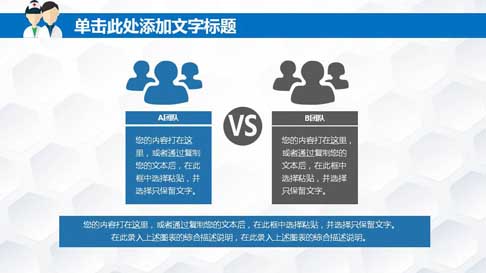 单击此处添加文字标题
A团队
您的内容打在这
里，或者通过复制
您的文本后，在此
框中选择粘贴，并
选择只保留文字。
VS
B团队
您的内容打在这里，
或者通过复制您的
文本后，在此框中
选择粘贴，并选择
只保留文字。
您的内容打在这里，或者通过复制您的文本后，在此框中选择粘贴，并选择只保留文字。
在此录入上述图表的综合描述说明，在此录入上述图表的综合描述说明。